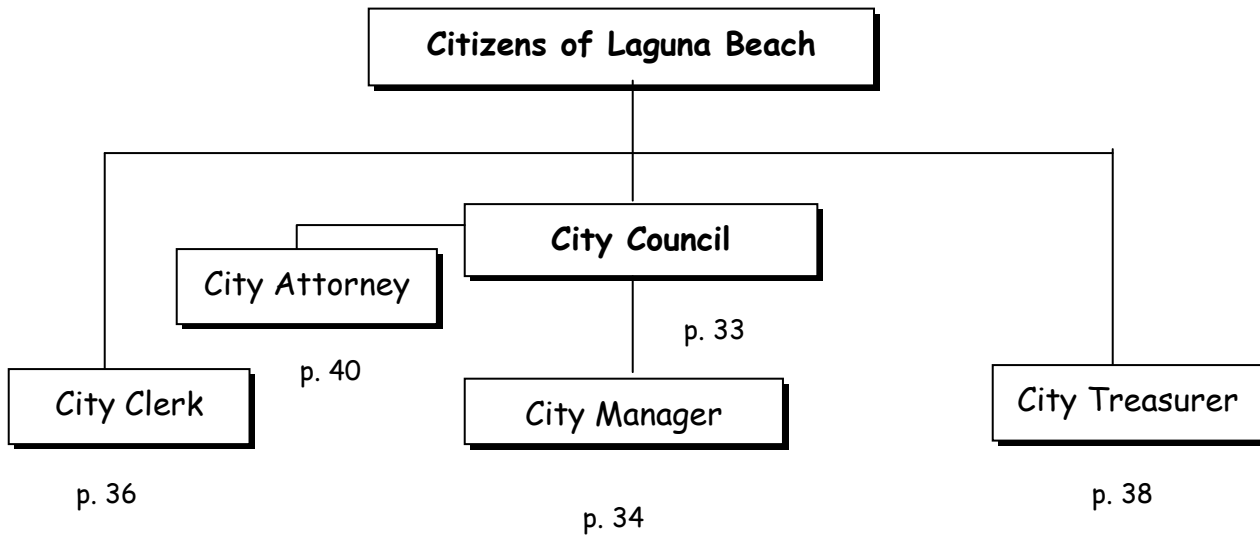 Citizens of Laguna Beach
City Council
City Attorney
p. 33
p. 40
City Clerk
City Manager
City Treasurer
p. 36
p. 34
p. 38